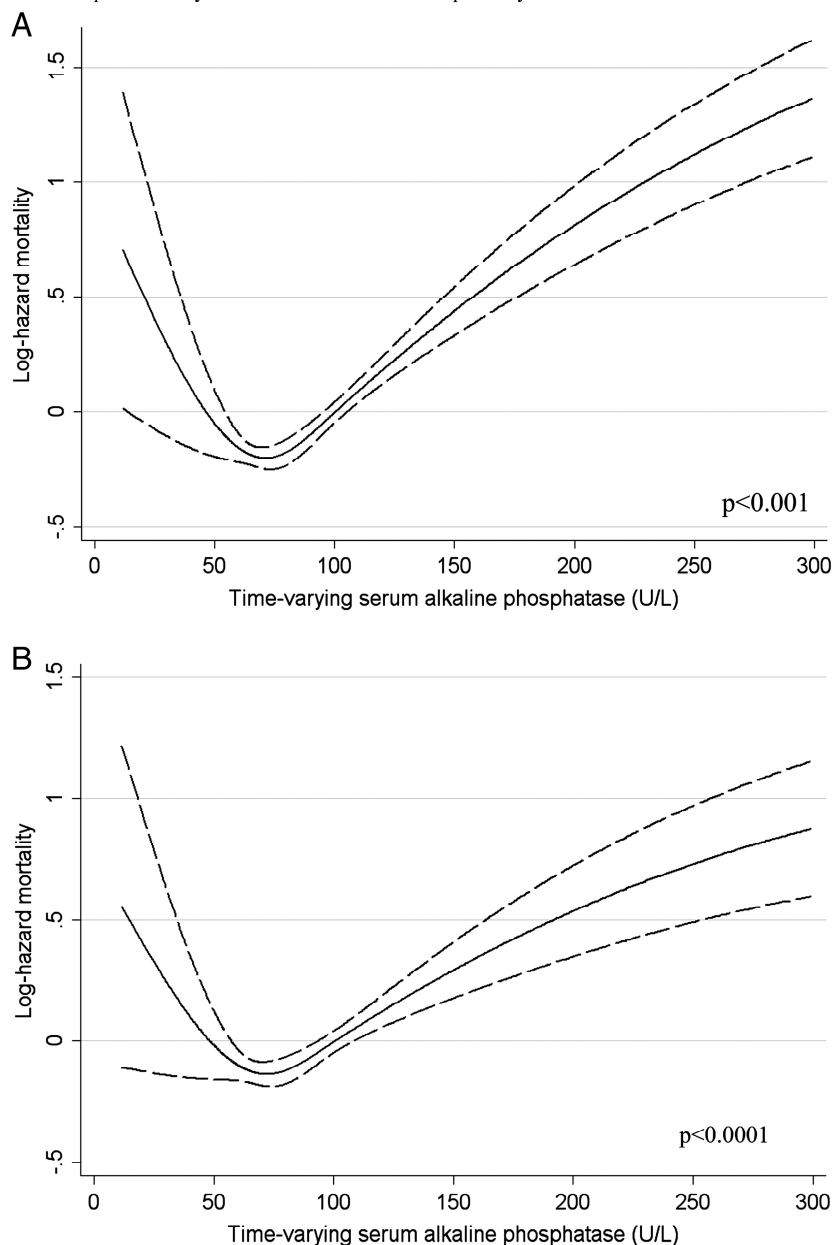 A
1.5
1
.5
0
-.5
Log-hazard mortality
p<0.001
0 50 100 150 200 250 300
Time-varying serum alkaline phosphatase (U/L)
B
1.5
1
.5
0
-.5
Log-hazard mortality
p<0.0001
0 50 100 150 200 250 300
Time-varying serum alkaline phosphatase (U/L)